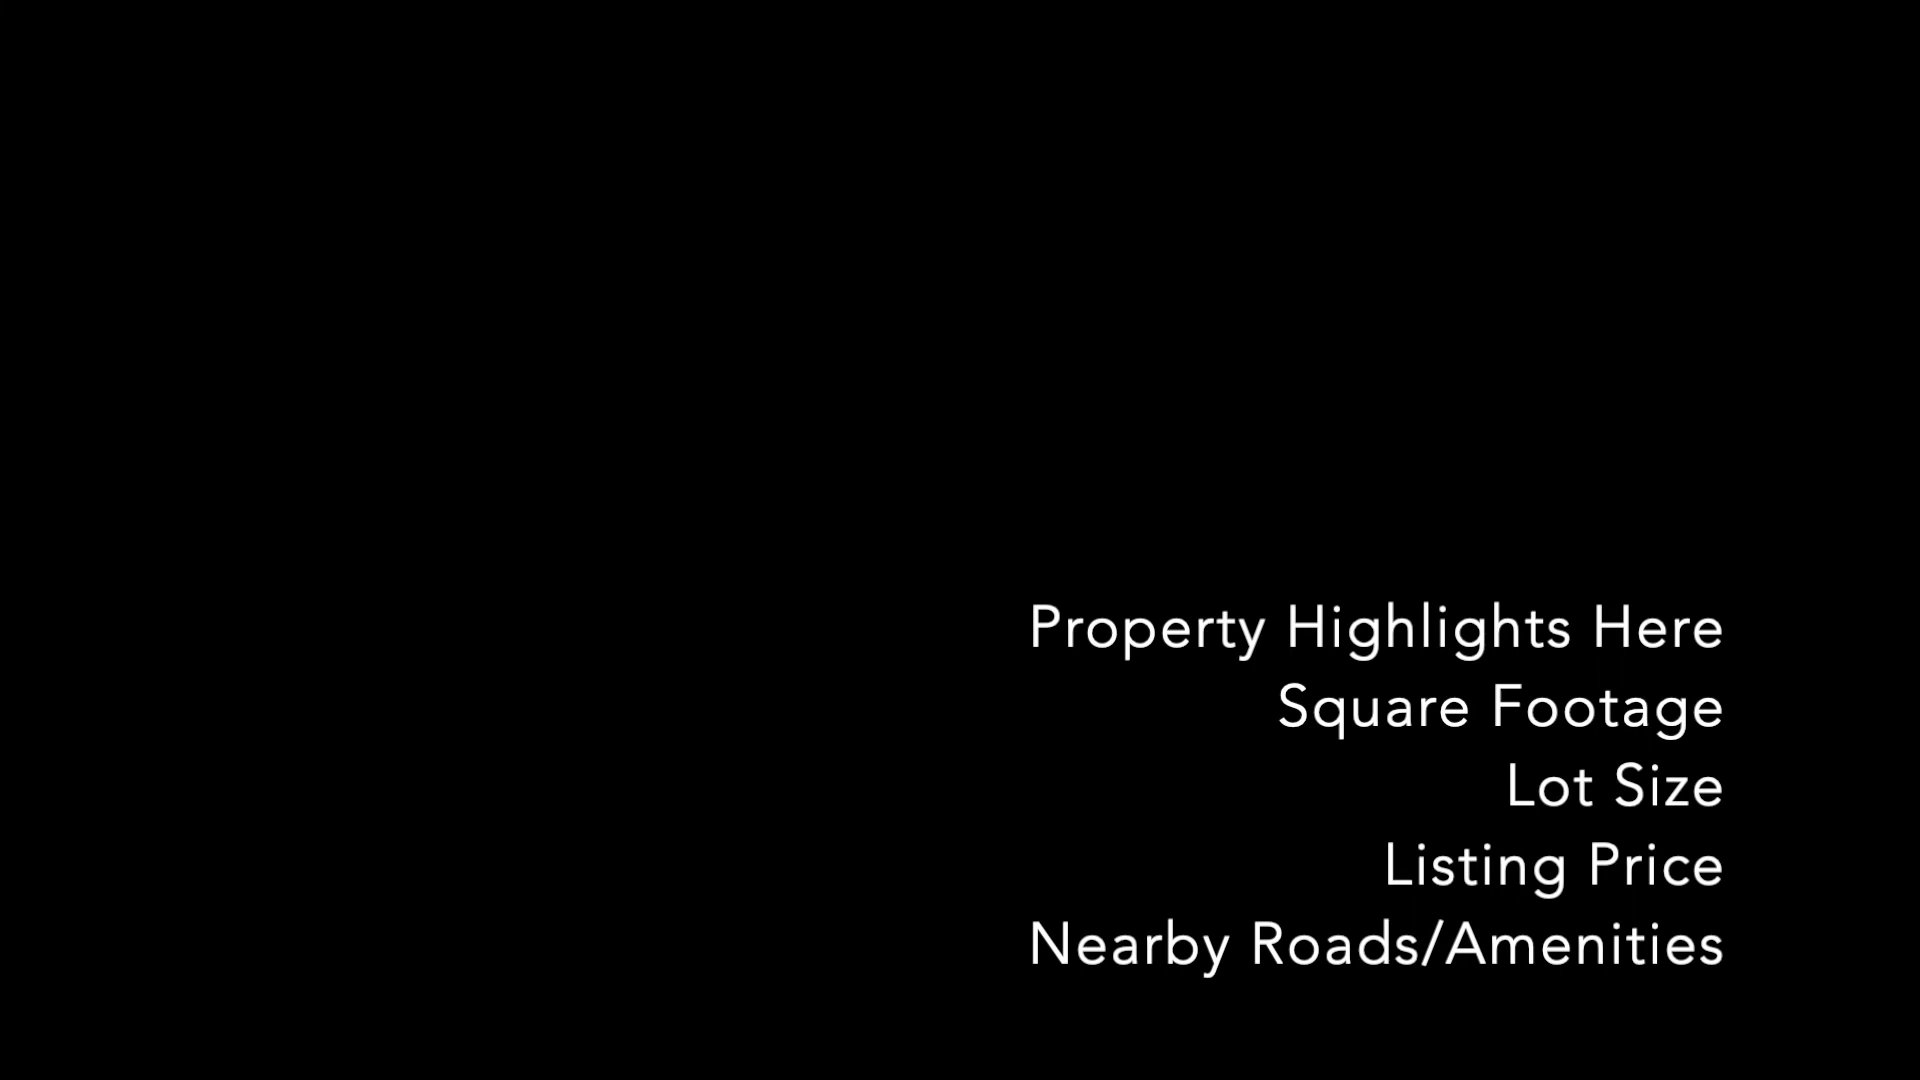 Property Highlights Here
Square Footage
Lot Size
Listing Price
Nearby Roads/Amenities